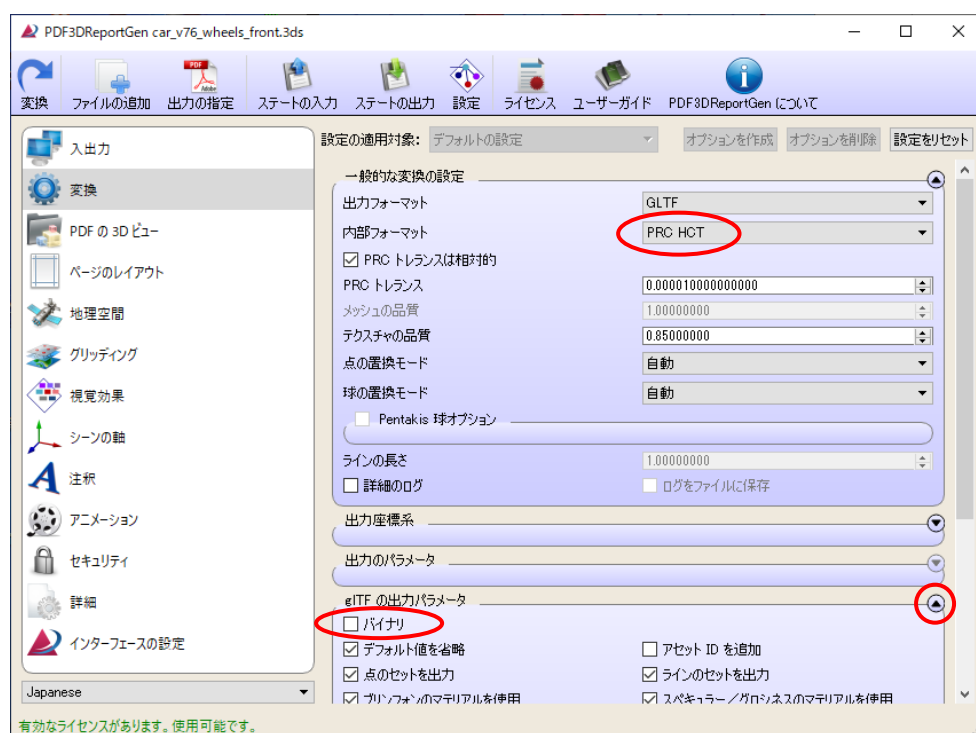 PDF3DReportGen car_v76_wheels_front.3ds
変換 ファイルの追加 出力の指定 ステートの入力 ステートの出力 設定 ライセンス ユーザーガイド PDF3DReportGen について
設定の適用対象: デフォルトの設定 オプションを作成 オプションを削除 設定をリセット
入出力
変換
PDF の 3D ビュー
ページのレイアウト
地理空間
グリッディング
視覚効果
シーンの軸
注釈
アニメーション
セキュリティ
詳細
インターフェースの設定
Japanese
一般的な変換の設定
出力フォーマット GLTF
内部フォーマット PRC HCT
PRC トレランスは相対的
PRC トレランス 0.000010000000000
メッシュの品質 1.00000000
テクスチャの品質 0.85000000
点の置換モード 自動
球の置換モード 自動
Pentakis 球オプション
ラインの長さ 1.00000000
詳細のログ ログをファイルに保存
出力座標系
出力のパラメータ
glTF の出力パラメータ
バイナリ
デフォルト値を省略 アセット ID を追加
点のセットを出力 ラインのセットを出力
ブリンフォンのマテリアルを使用 スペキュラー／グロシネスのマテリアルを使用
有効なライセンスがあります。使用可能です。